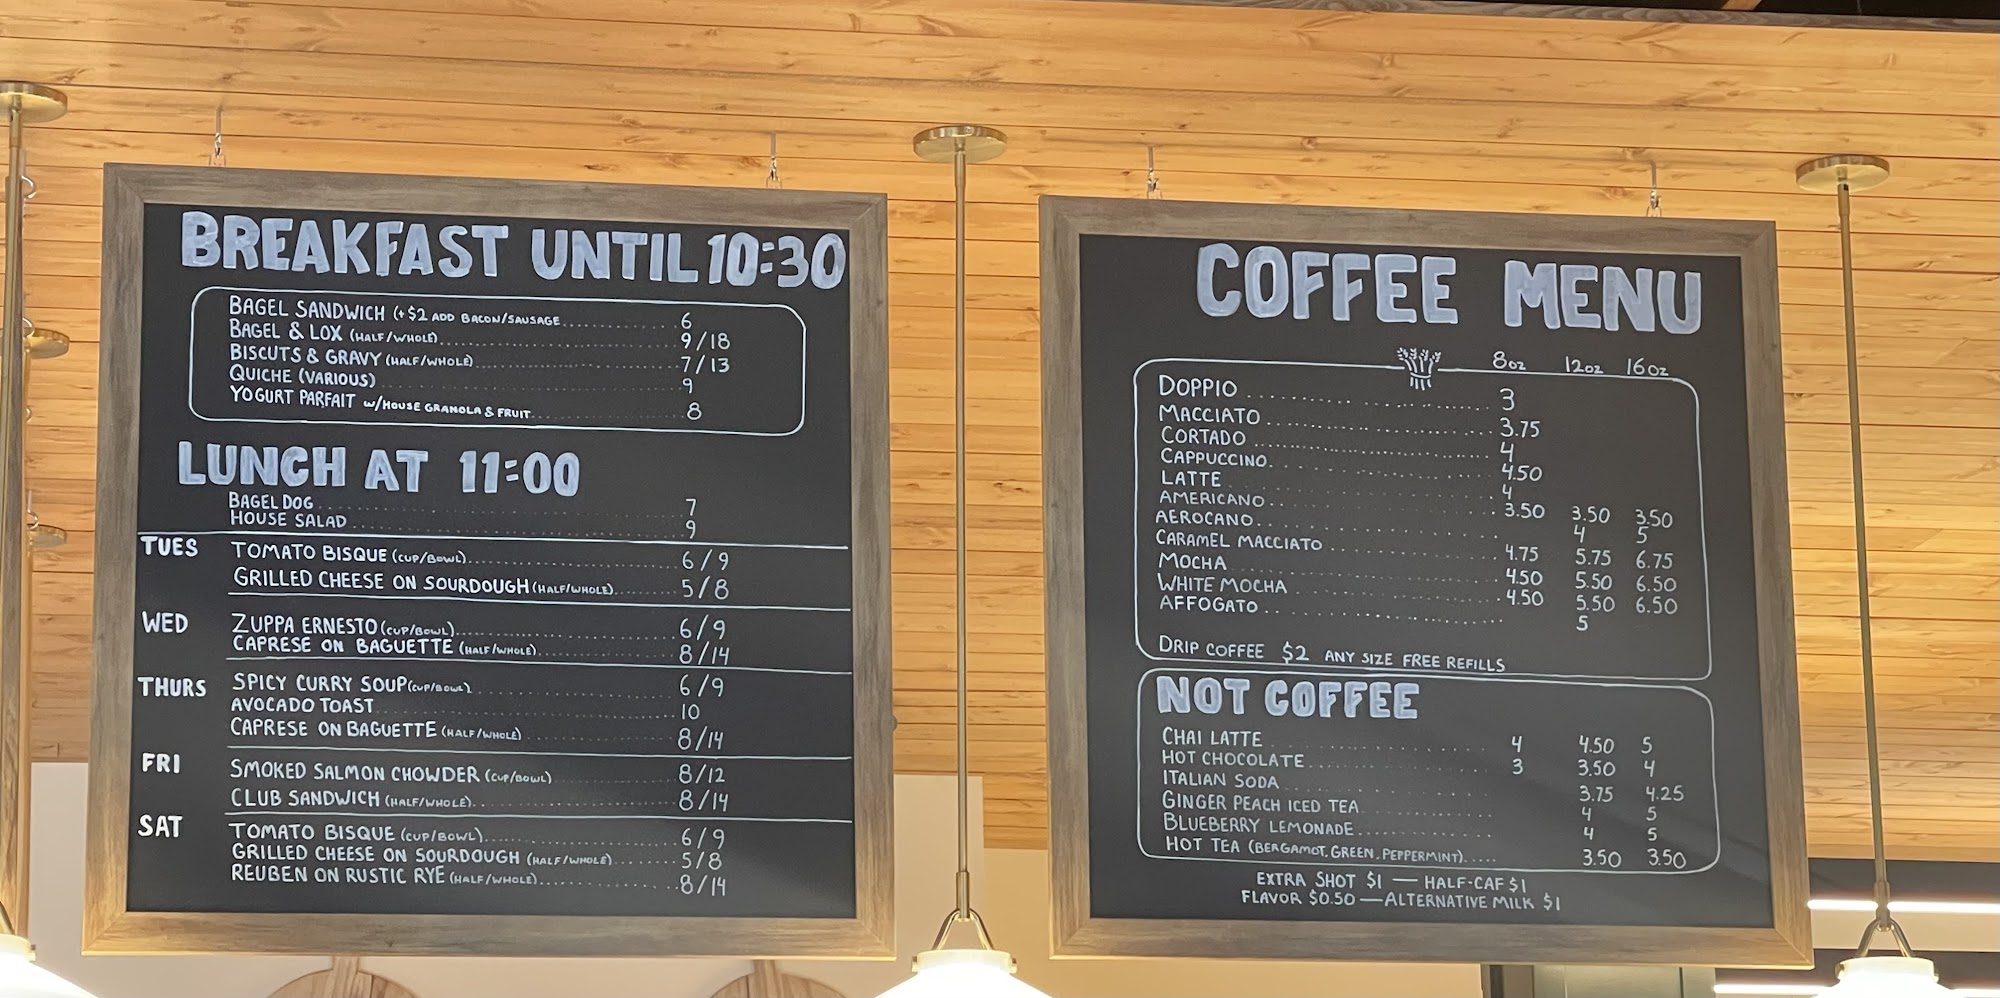 BREAKFAST UNTIL 10:30
BAGEL SANDWICH (+$2 ADD BACON/SAUSAGE 6
BAGEL & LOX (HALF/WHOLE) 9/18
BISCUTS & GRAVY (HALF/WHOLE) 7/13
QUICHE (VARIOUS) 9
YOGURT PARFAIT W/HOUSE GRANOLA & FRUIT 8
LUNCH AT 11:00
BAGEL DOG 7
HOUSE SALAD 9
TUES TOMATO BISQUE (CUP/BOWL) 6/9
GRILLED CHEESE ON SOURDOUGH (HALF/WHOLE) 5/8
WED ZUPPA ERNESTO (CUP/BOWL) 6/9
CAPRESE ON BAGUETTE (HALF/WHOLE) 8/14
THURS SPICY CURRY SOUP (CUP/BOWL) 6/9
AVOCADO TOAST 10
CAPRESE ON BAGUETTE (HALF/WHOLE) 8/14
FRI SMOKED SALMON CHOWDER (CUP/BOWL) 8/12
CLUB SANDWICH (HALF/WHOLE) 8/14
SAT TOMATO BISQUE (CUP/BOWL) 6/9
GRILLED CHEESE ON SOURDOUGH (HALF/WHOLE) 5/8
REUBEN ON RUSTIC RYE (HALF/WHOLE) 8/14
COFFEE MENU
8oz 12oz 16oz
DOPPIO 3
MACCIATO 3.75
CORTADO 4
CAPPUCCINO 4.50
LATTE 4
AMERICANO 3.50 3.50 3.50
AEROCANO 4 5
CARAMEL MACCIATO 4.75 5.75 6.75
MOCHA 4.50 5.50 6.50
WHITE MOCHA 4.50 5.50 6.50
AFFOGATO 5
DRIP COFFEE $2 ANY SIZE FREE REFILLS
NOT COFFEE
CHAI LATTE 4 4.50 5
HOT CHOCOLATE 3 3.50 4
ITALIAN SODA 3.75 4.25
GINGER PEACH ICED TEA 4 5
BLUEBERRY LEMONADE 4 5
HOT TEA (BERGAMOT, GREEN, PEPPERMINT) 3.50 3.50
EXTRA SHOT $1 — HALF-CAF $1
FLAVOR $0.50 — ALTERNATIVE MILK $1